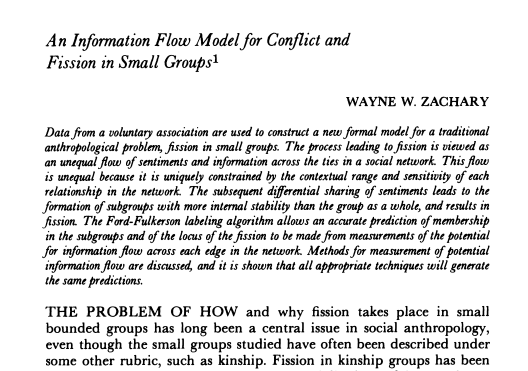 An Information Flow Model for Conflict and
Fission in Small Groups¹
WAYNE W. ZACHARY
Data from a voluntary association are used to construct a new formal model for a traditional
anthropological problem, fission in small groups. The process leading to fission is viewed as
an unequal flow of sentiments and information across the ties in a social network. This flow
is unequal because it is uniquely constrained by the contextual range and sensitivity of each
relationship in the network. The subsequent differential sharing of sentiments leads to the
formation of subgroups with more internal stability than the group as a whole, and results in
fission. The Ford-Fulkerson labeling algorithm allows an accurate prediction of membership
in the subgroups and of the locus of the fission to be made from measurements of the potential
for information flow across each edge in the network. Methods for measurement of potential
information flow are discussed, and it is shown that all appropriate techniques will generate
the same predictions.
THE PROBLEM OF HOW and why fission takes place in small
bounded groups has long been a central issue in social anthropology,
even though the small groups studied have often been described under
some other rubric, such as kinship. Fission in kinship groups has been